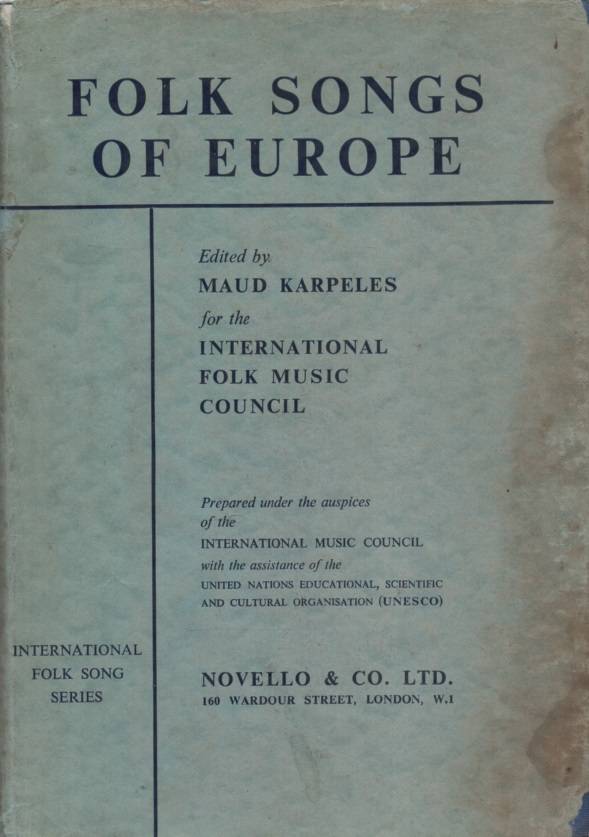 FOLK SONGS
OF EUROPE
Edited by
MAUD KARPELES
for the
INTERNATIONAL
FOLK MUSIC
COUNCIL
Prepared under the auspices
of the
INTERNATIONAL MUSIC COUNCIL
with the assistance of the
UNITED NATIONS EDUCATIONAL, SCIENTIFIC
AND CULTURAL ORGANISATION (UNESCO)
INTERNATIONAL
FOLK SONG
SERIES
NOVELLO & CO. LTD.
160 WARDOUR STREET, LONDON, W.1